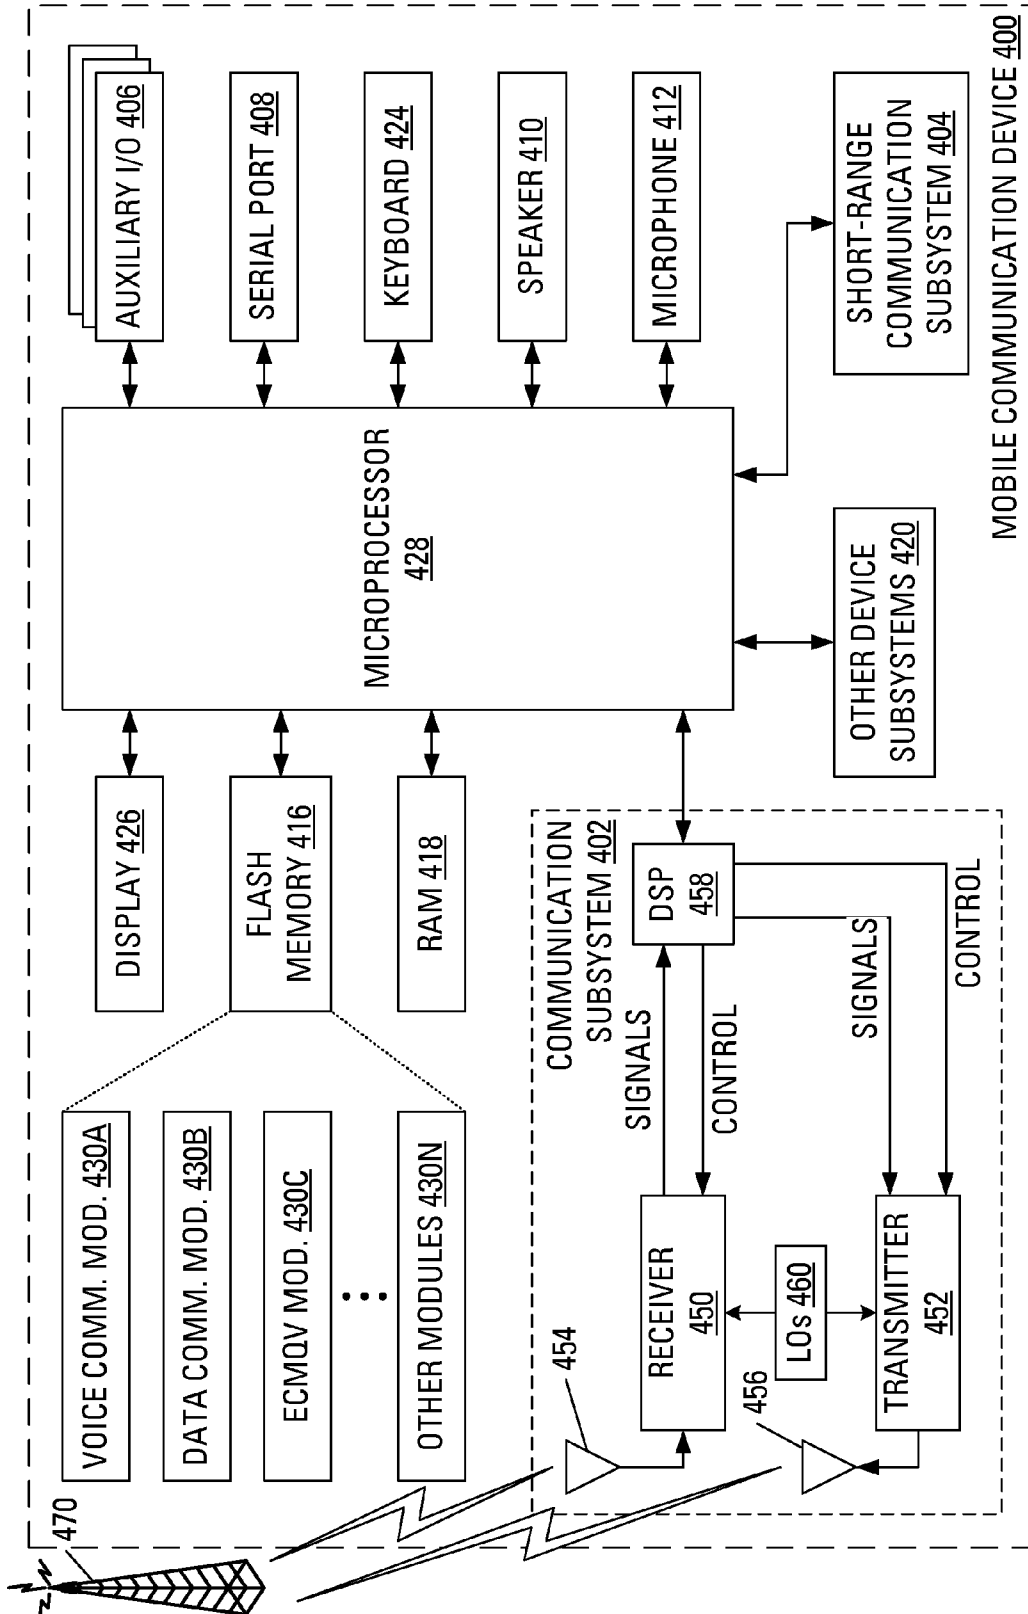 470
VOICE COMM. MOD. 430A
DATA COMM. MOD. 430B
ECMQV MOD. 430C
OTHER MODULES 430N
DISPLAY 426
FLASH
MEMORY 416
RAM 418
MICROPROCESSOR
428
AUXILIARY I/O 406
SERIAL PORT 408
KEYBOARD 424
SPEAKER 410
MICROPHONE 412
COMMUNICATION
SUBSYSTEM 402
454
RECEIVER
450
SIGNALS
CONTROL
DSP
458
LOs 460
456
TRANSMITTER
452
SIGNALS
CONTROL
OTHER DEVICE
SUBSYSTEMS 420
SHORT-RANGE
COMMUNICATION
SUBSYSTEM 404
MOBILE COMMUNICATION DEVICE 400